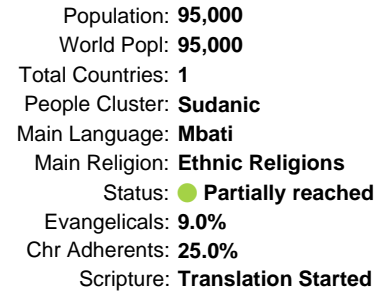 Population: 95,000
World Popl: 95,000
Total Countries: 1
People Cluster: Sudanic
Main Language: Mbati
Main Religion: Ethnic Religions
Status: Partially reached
Evangelicals: 9.0%
Chr Adherents: 25.0%
Scripture: Translation Started